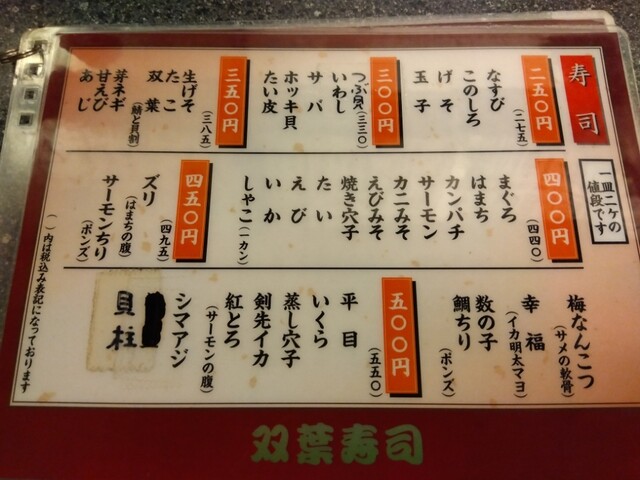 寿司
一皿二ケの
値段です
二五〇円
(二七五)
なすび
このしろ
げそ
玉子
三〇〇円
(三三〇)
つぶ貝
いわし
サバ
ホッキ貝
たい皮
三五〇円
(三八五)
生げそ
たこ
双葉
(鯖と貝割)
芽ネギ
甘えび
あじ
四〇〇円
(四四〇)
まぐろ
はまち
カンパチ
サーモン
カニみそ
えびみそ
焼き穴子
たい
えび
いか
しゃこ(一カン)
四五〇円
(四九五)
ズリ
(はまちの腹)
サーモンちり
(ポンズ)
梅なんこつ
(サメの軟骨)
幸福
(イカ明太マヨ)
数の子
鯛ちり
(ポンズ)
五〇〇円
(五五〇)
平目
いくら
蒸し穴子
剣先イカ
紅とろ
(サーモンの腹)
シマアジ
貝柱
( )内は税込み表記になっております
双葉寿司